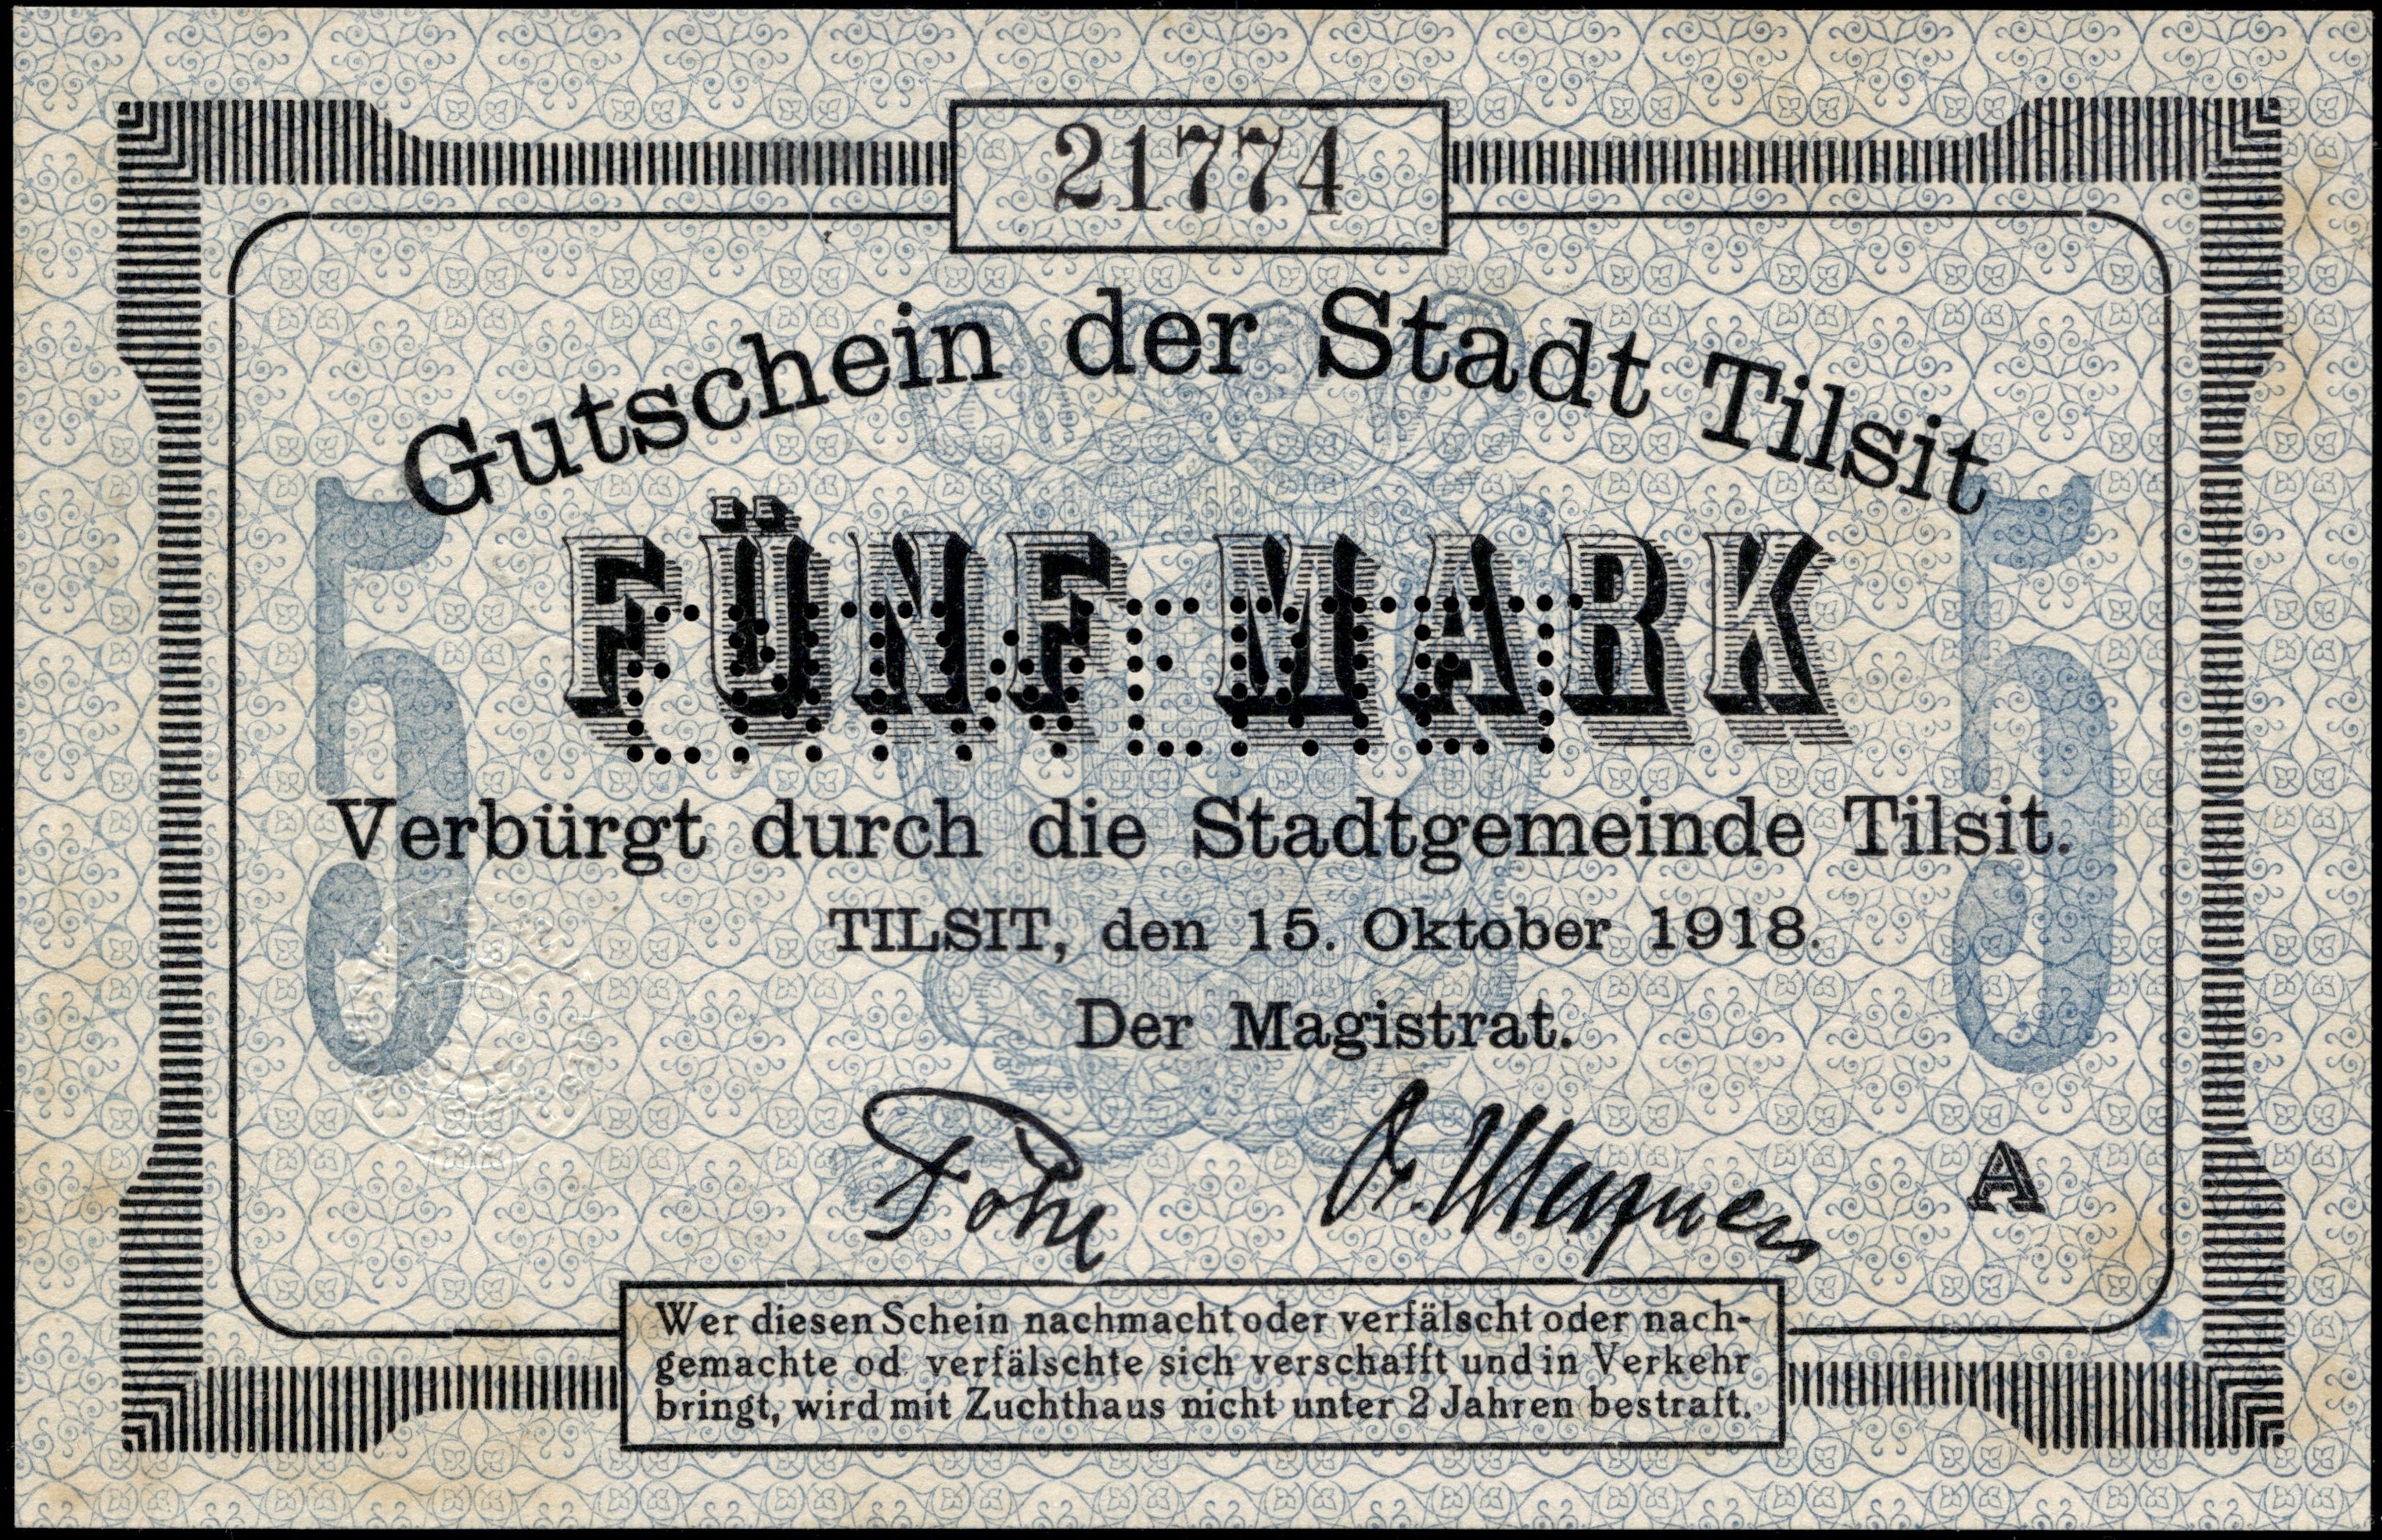 21774
Gutschein der Stadt Tilsit
5 FÜNF MARK 5
Verbürgt durch die Stadtgemeinde Tilsit.
TILSIT, den 15. Oktober 1918.
Der Magistrat.
A
Wer diesen Schein nachmacht oder verfälscht oder nach-
gemachte od. verfälschte sich verschafft und in Verkehr
bringt, wird mit Zuchthaus nicht unter 2 Jahren bestraft.